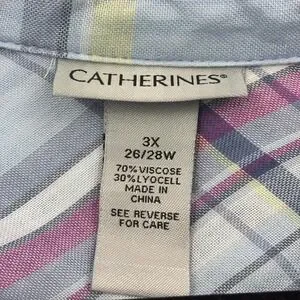 CATHERINES®
3X
26/28W
70% VISCOSE
30% LYOCELL
MADE IN
CHINA
SEE REVERSE
FOR CARE